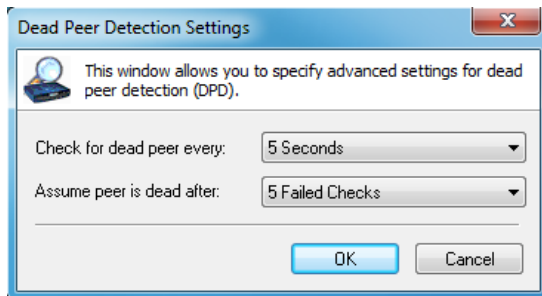 Dead Peer Detection Settings
This window allows you to specify advanced settings for dead
peer detection (DPD).
Check for dead peer every: 5 Seconds
Assume peer is dead after: 5 Failed Checks
OK Cancel